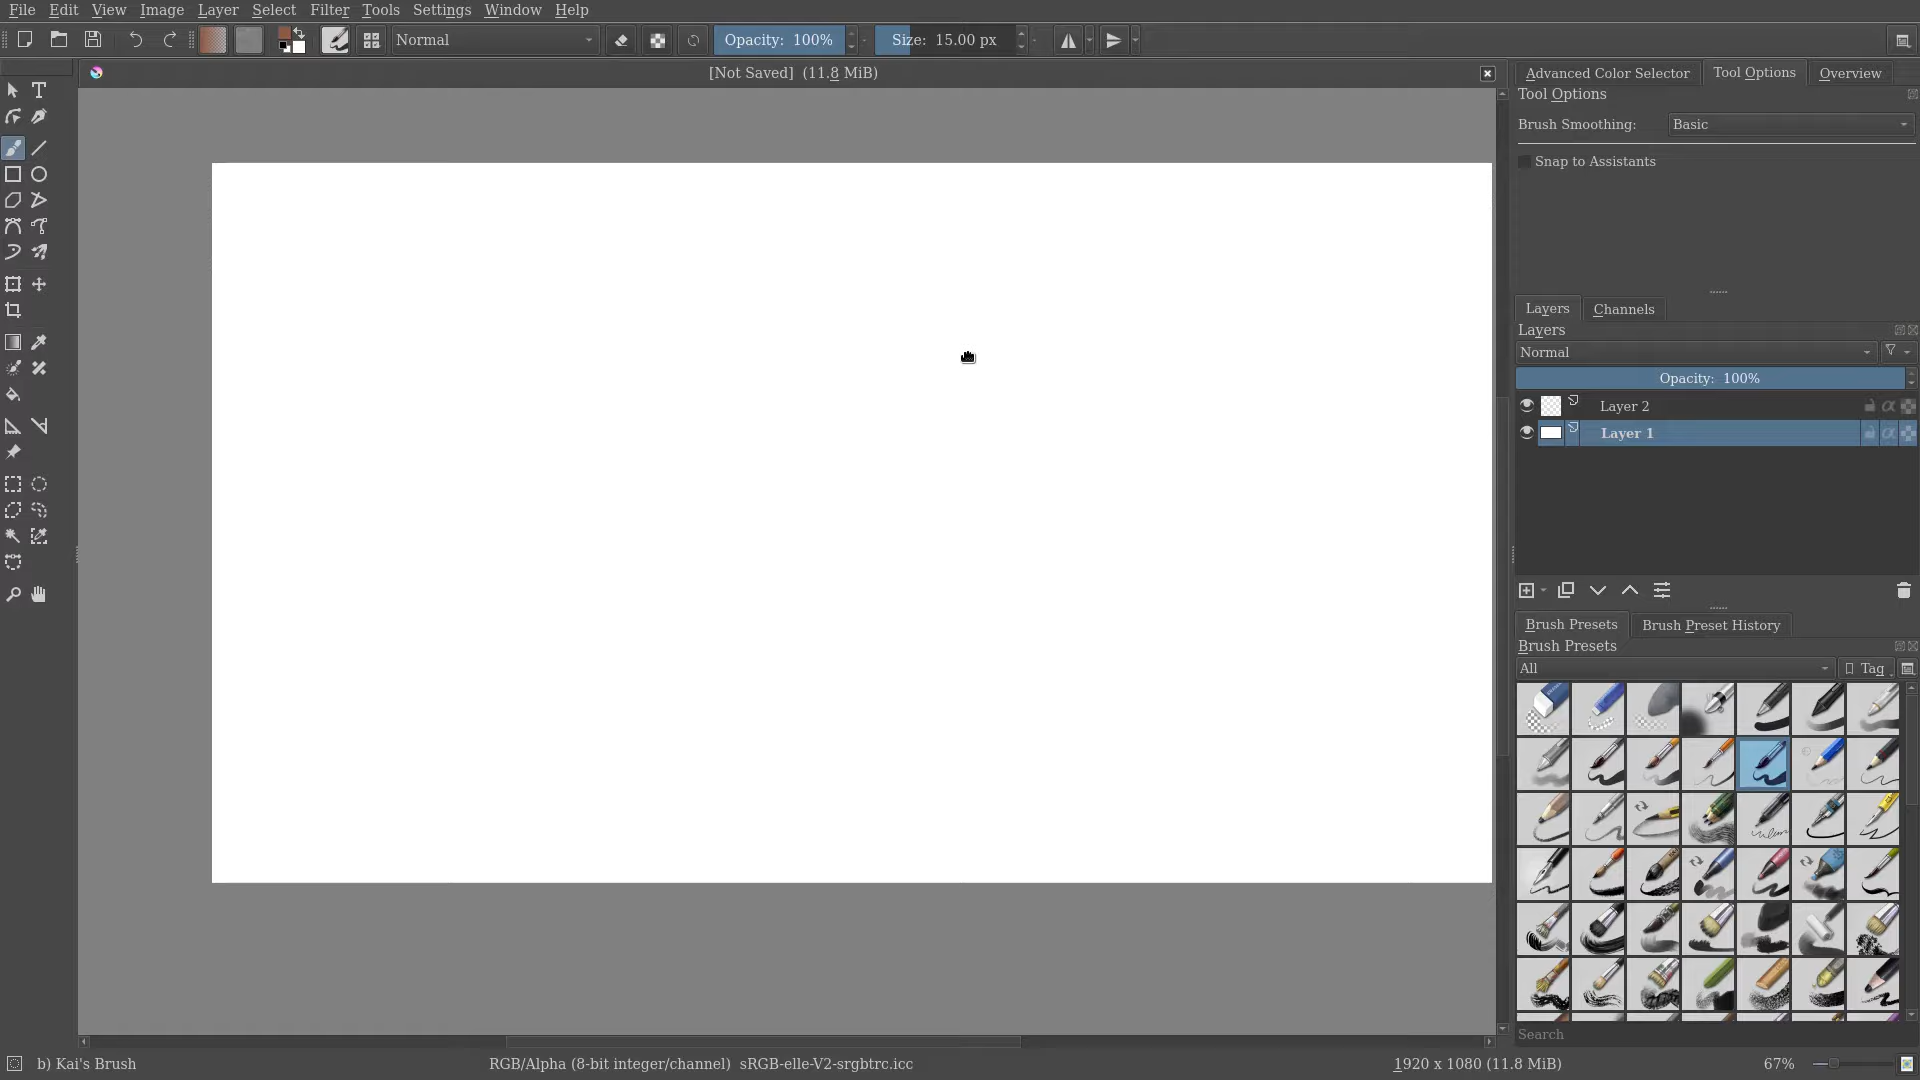 File Edit View Image Layer Select Filter Tools Settings Window Help
Normal Opacity: 100% Size: 15.00 px
[Not Saved] (11.8 MiB)
Advanced Color Selector Tool Options Overview
Tool Options
Brush Smoothing: Basic
Snap to Assistants
Layers Channels
Layers
Normal
Opacity: 100%
Layer 2
Layer 1
Brush Presets Brush Preset History
Brush Presets
All Tag
Search
b) Kai's Brush RGB/Alpha (8-bit integer/channel) sRGB-elle-V2-srgbtrc.icc 1920 x 1080 (11.8 MiB) 67%